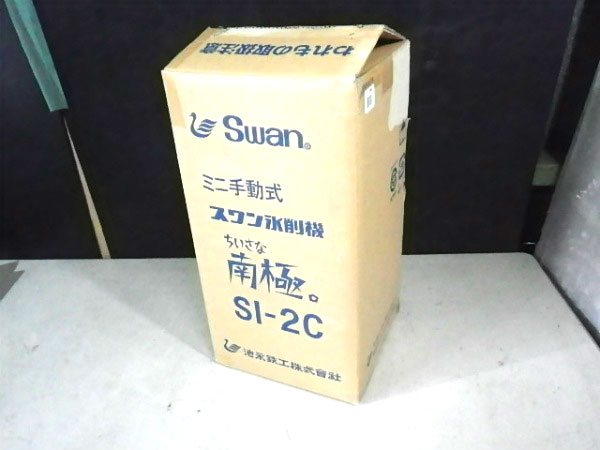 われもの取扱注意
Swan®
ミニ手動式
スワン氷削機
ちいさな
南極。
SI-2C
池永鉄工株式會社